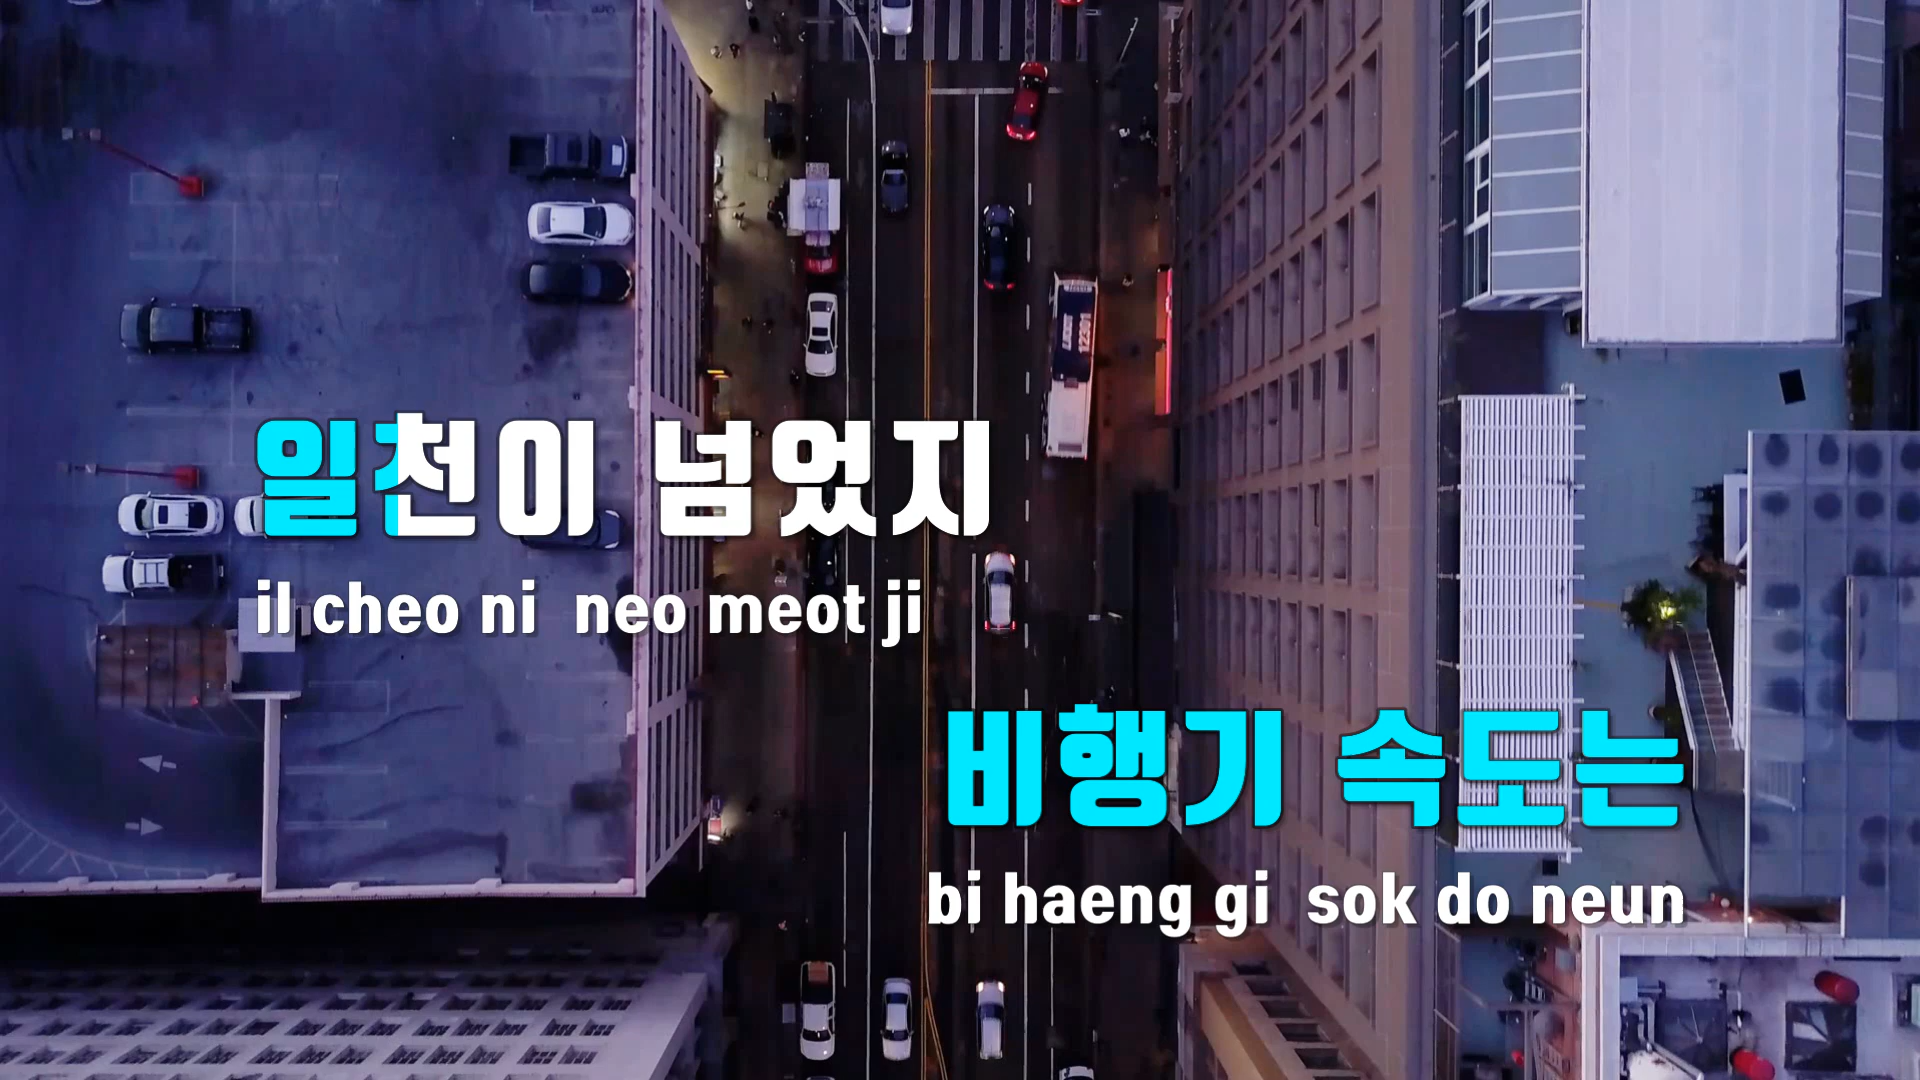 일천이 넘었지
il cheo ni neo meot ji
비행기 속도는
bi haeng gi sok do neun
12301